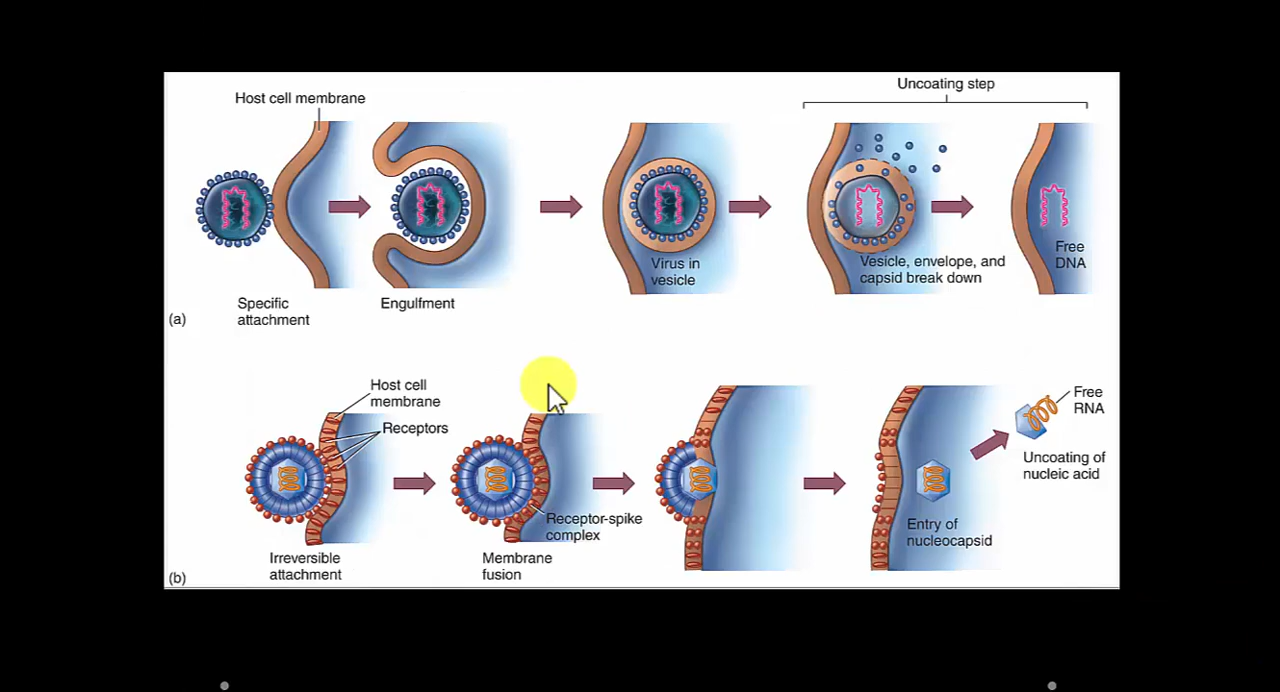 Uncoating step
Host cell membrane
Virus in
vesicle
Vesicle, envelope, and
capsid break down
Free
DNA
Specific
attachment
Engulfment
(a)
Host cell
membrane
Receptors
Receptor-spike
complex
Free
RNA
Uncoating of
nucleic acid
Entry of
nucleocapsid
Irreversible
attachment
Membrane
fusion
(b)